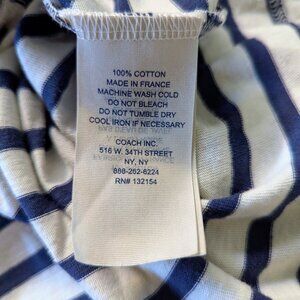 100% COTTON
MADE IN FRANCE
MACHINE WASH COLD
DO NOT BLEACH
DO NOT TUMBLE DRY
COOL IRON IF NECESSARY
COACH INC.
516 W. 34TH STREET
NY, NY
888-262-6224
RN# 132154